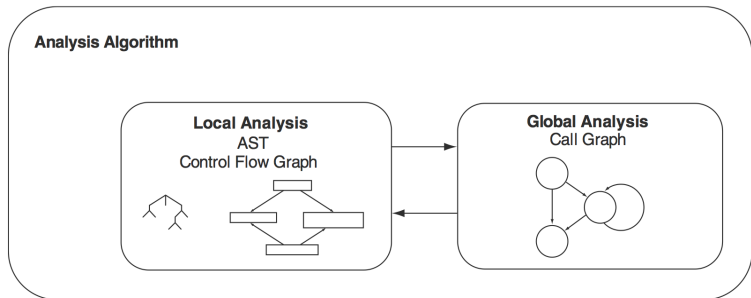 Analysis Algorithm
Local Analysis
AST
Control Flow Graph
Global Analysis
Call Graph